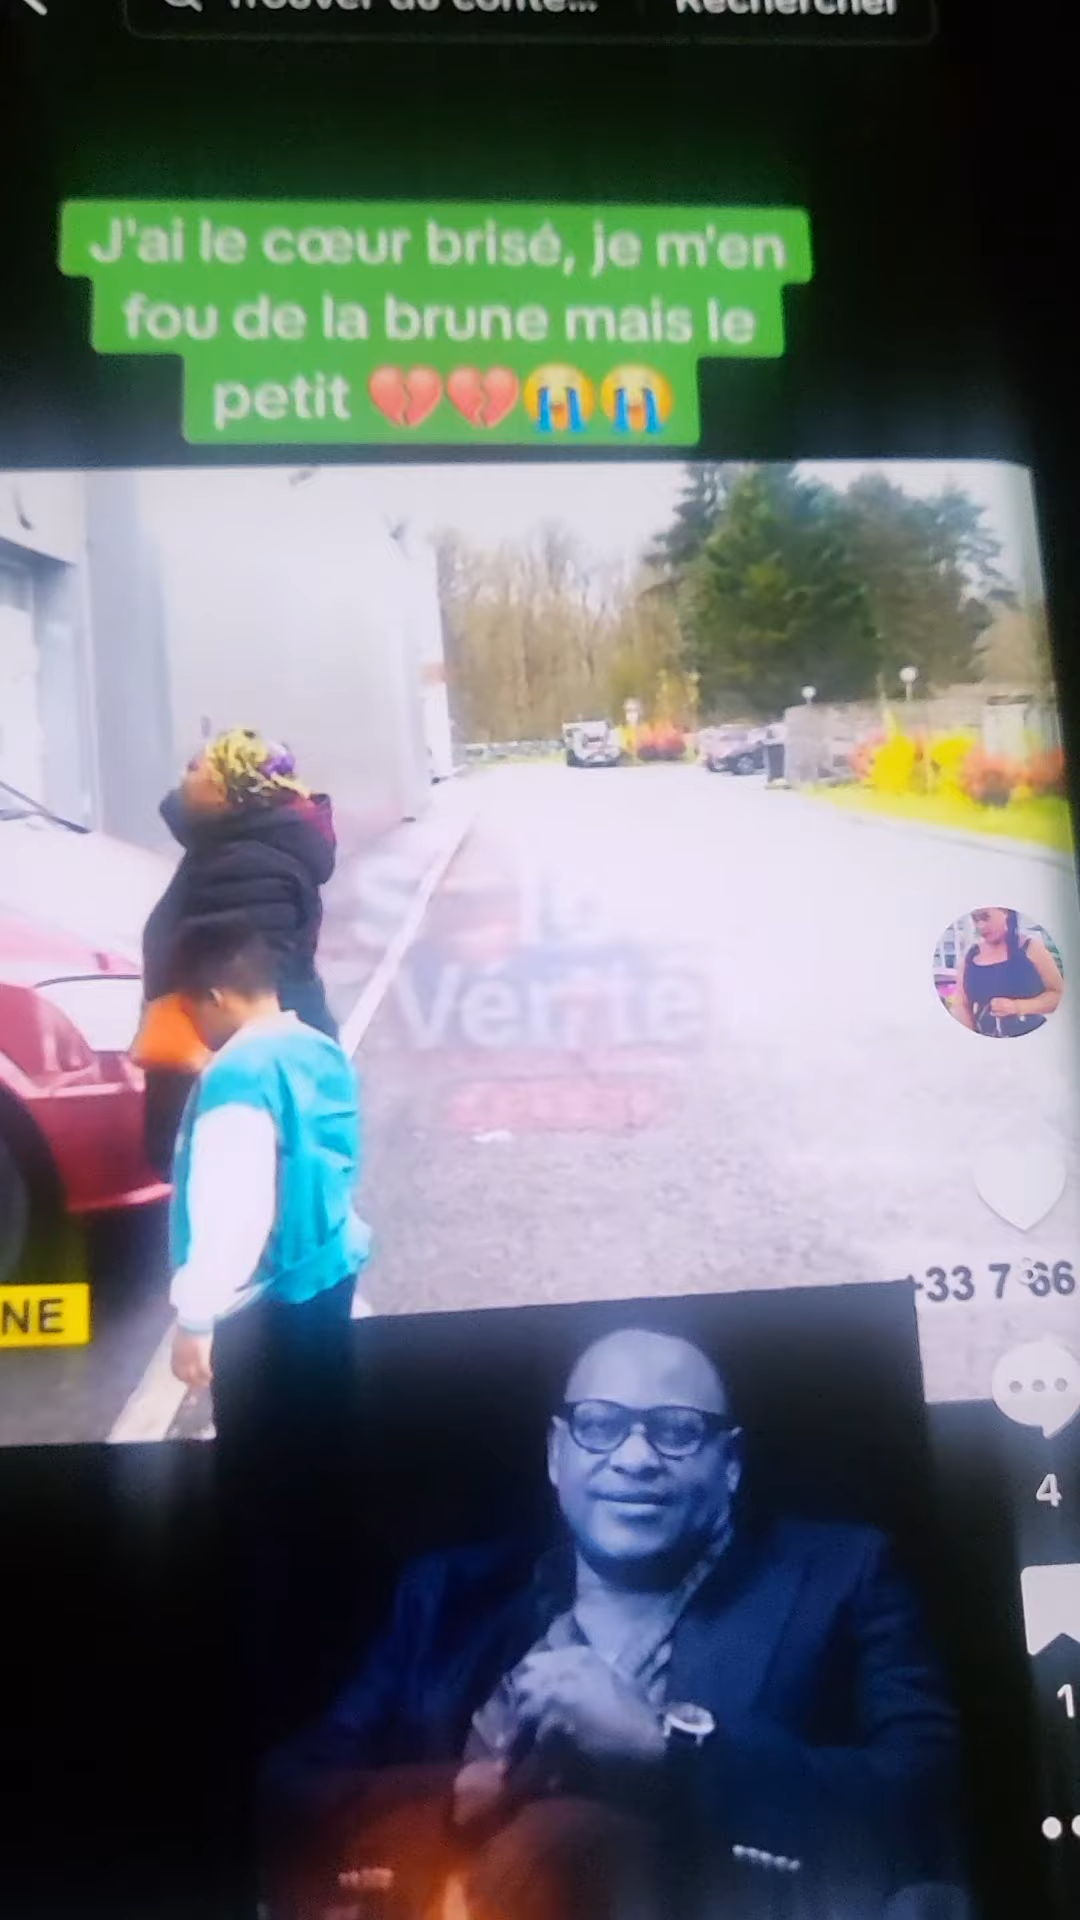 Rechercher
J'ai le cœur brisé, je m'en
fou de la brune mais le
petit 💔💔😭😭
Vérité
NE
33 7 66
4
1